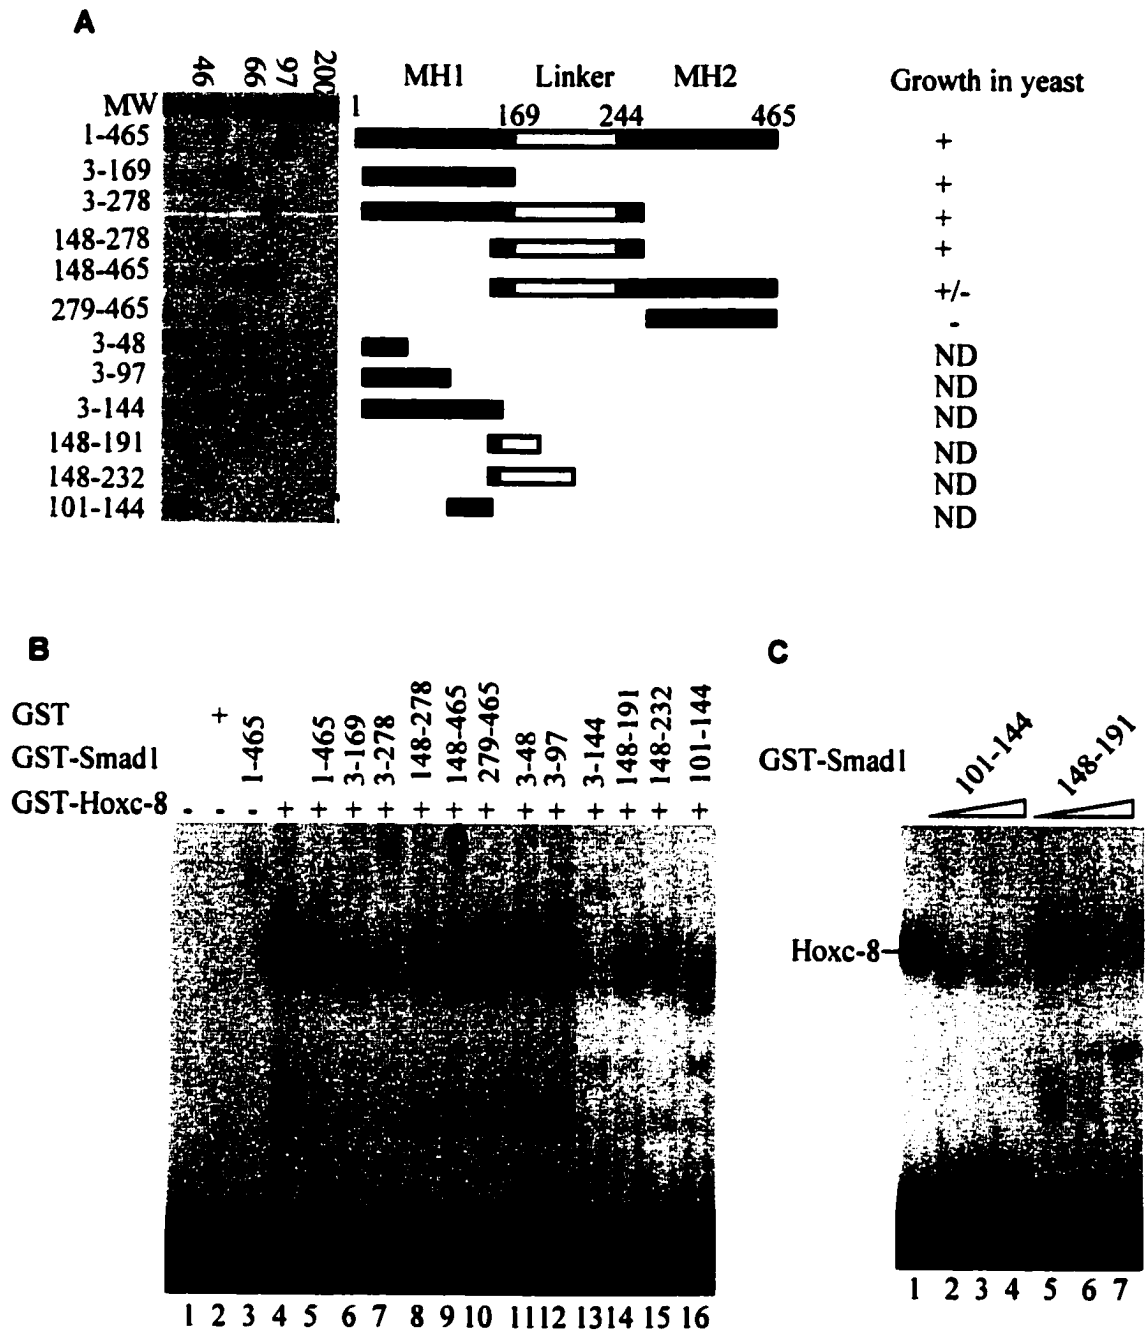 A
46 66 97 200
MH1 Linker MH2 Growth in yeast
MW 1 169 244 465
1-465 +
3-169 +
3-278 +
148-278 +
148-465 +/-
279-465 -
3-48 ND
3-97 ND
3-144 ND
148-191 ND
148-232 ND
101-144 ND
B
GST +
GST-Smad1 1-465 1-465 3-169 3-278 148-278 148-465 279-465 3-48 3-97 3-144 148-191 148-232 101-144
GST-Hoxc-8 - - - + + + + + + + + + + + + +
1 2 3 4 5 6 7 8 9 10 11 12 13 14 15 16
C
GST-Smad1 101-144 148-191
Hoxc-8
1 2 3 4 5 6 7